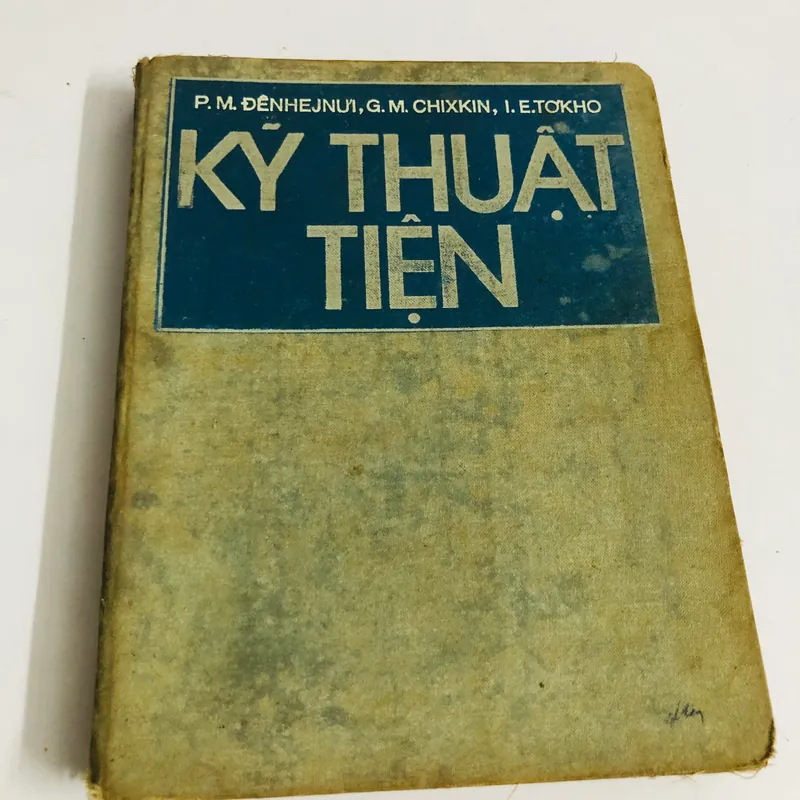 P. M. ĐÊNHEJNƯI, G. M. CHIXKIN, I. E. TƠKHO
KỸ THUẬT
TIỆN